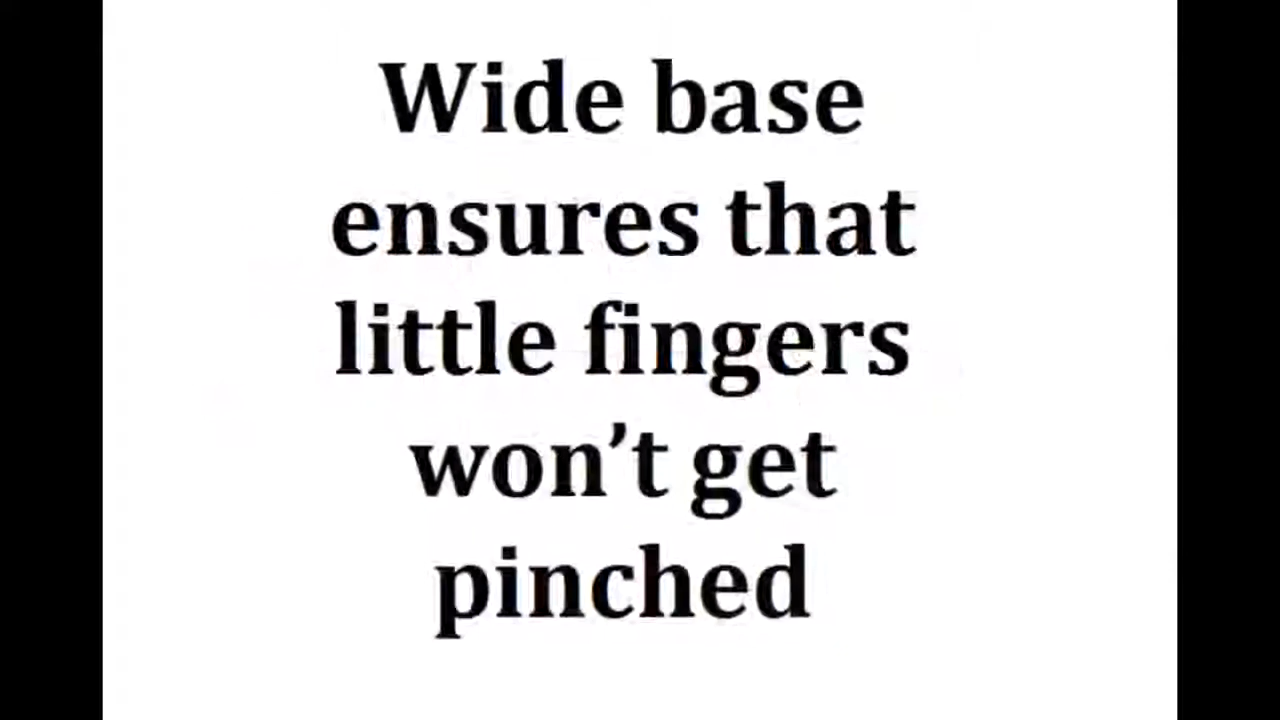 Wide base
ensures that
little fingers
won’t get
pinched